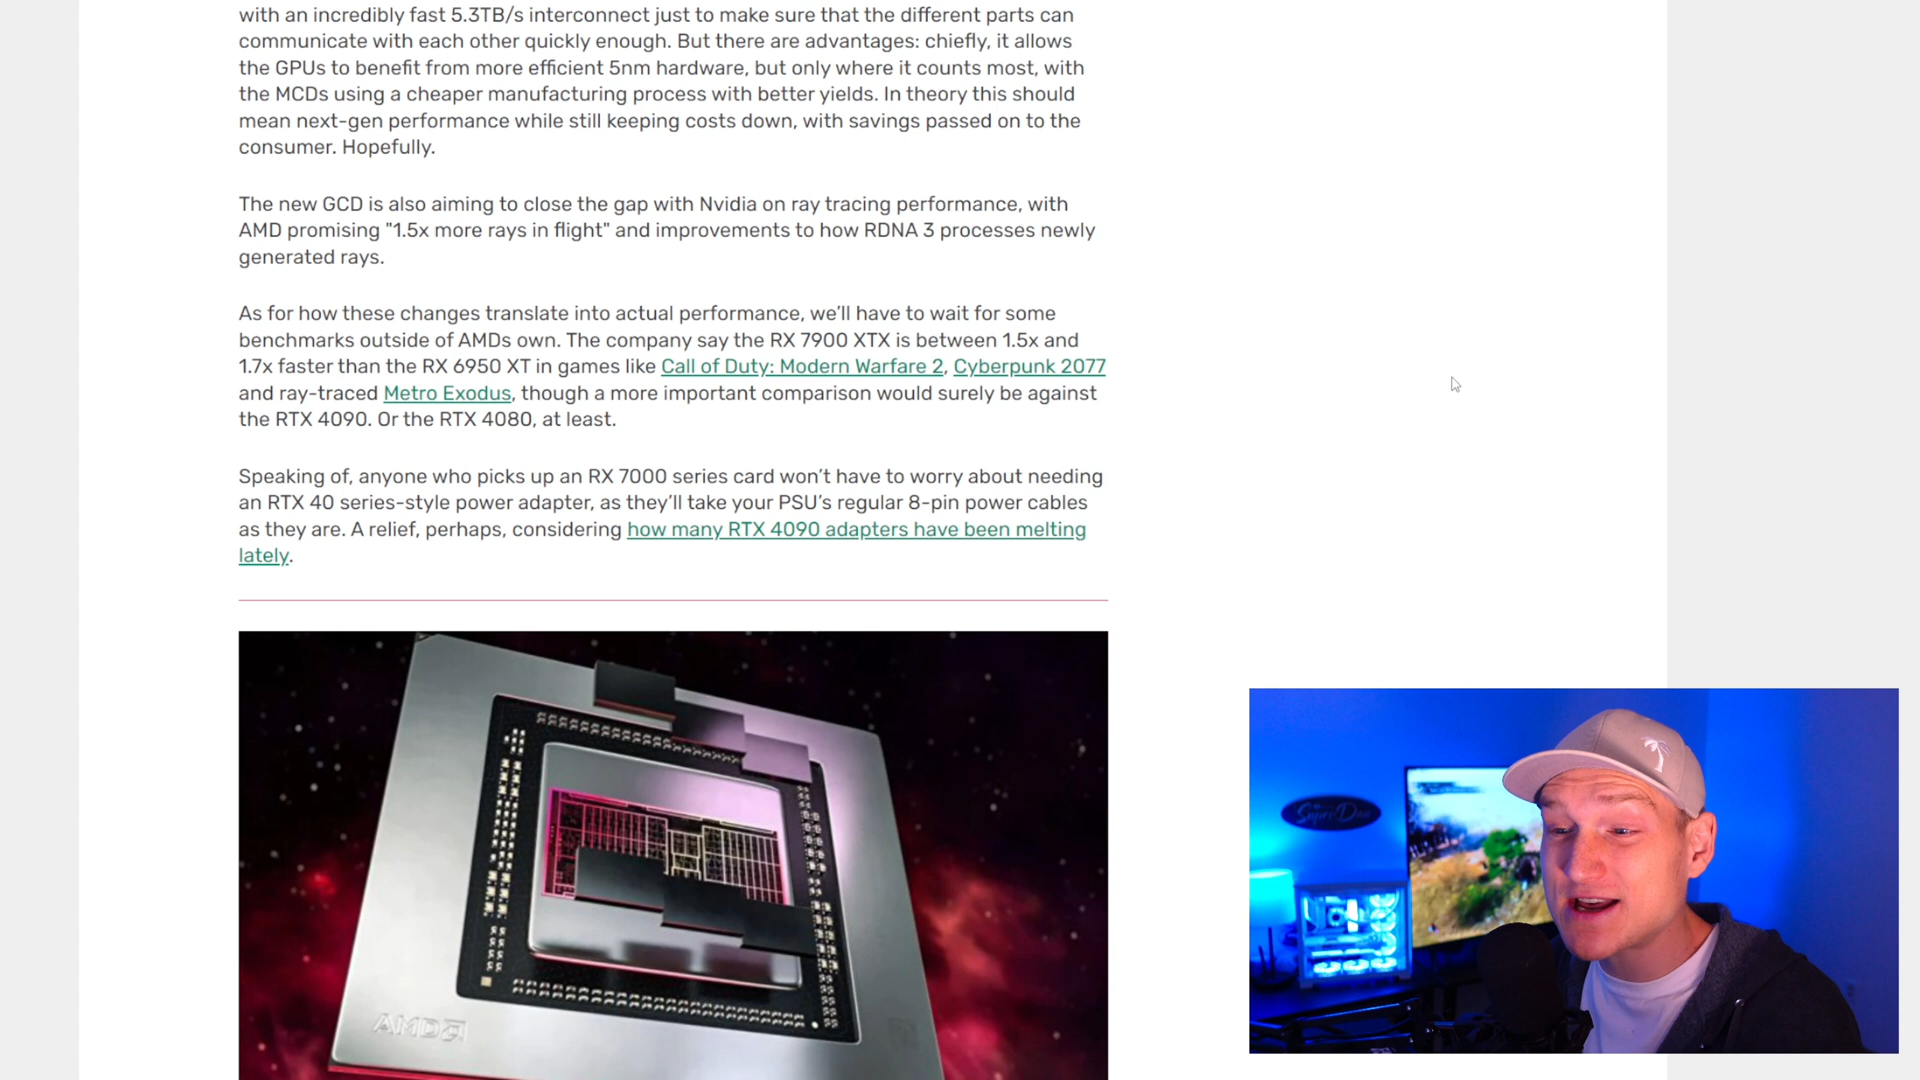 with an incredibly fast 5.3TB/s interconnect just to make sure that the different parts can
communicate with each other quickly enough. But there are advantages: chiefly, it allows
the GPUs to benefit from more efficient 5nm hardware, but only where it counts most, with
the MCDs using a cheaper manufacturing process with better yields. In theory this should
mean next-gen performance while still keeping costs down, with savings passed on to the
consumer. Hopefully.
The new GCD is also aiming to close the gap with Nvidia on ray tracing performance, with
AMD promising "1.5x more rays in flight" and improvements to how RDNA 3 processes newly
generated rays.
As for how these changes translate into actual performance, we’ll have to wait for some
benchmarks outside of AMDs own. The company say the RX 7900 XTX is between 1.5x and
1.7x faster than the RX 6950 XT in games like Call of Duty: Modern Warfare 2, Cyberpunk 2077
and ray-traced Metro Exodus, though a more important comparison would surely be against
the RTX 4090. Or the RTX 4080, at least.
Speaking of, anyone who picks up an RX 7000 series card won’t have to worry about needing
an RTX 40 series-style power adapter, as they’ll take your PSU’s regular 8-pin power cables
as they are. A relief, perhaps, considering how many RTX 4090 adapters have been melting
lately.
AMD